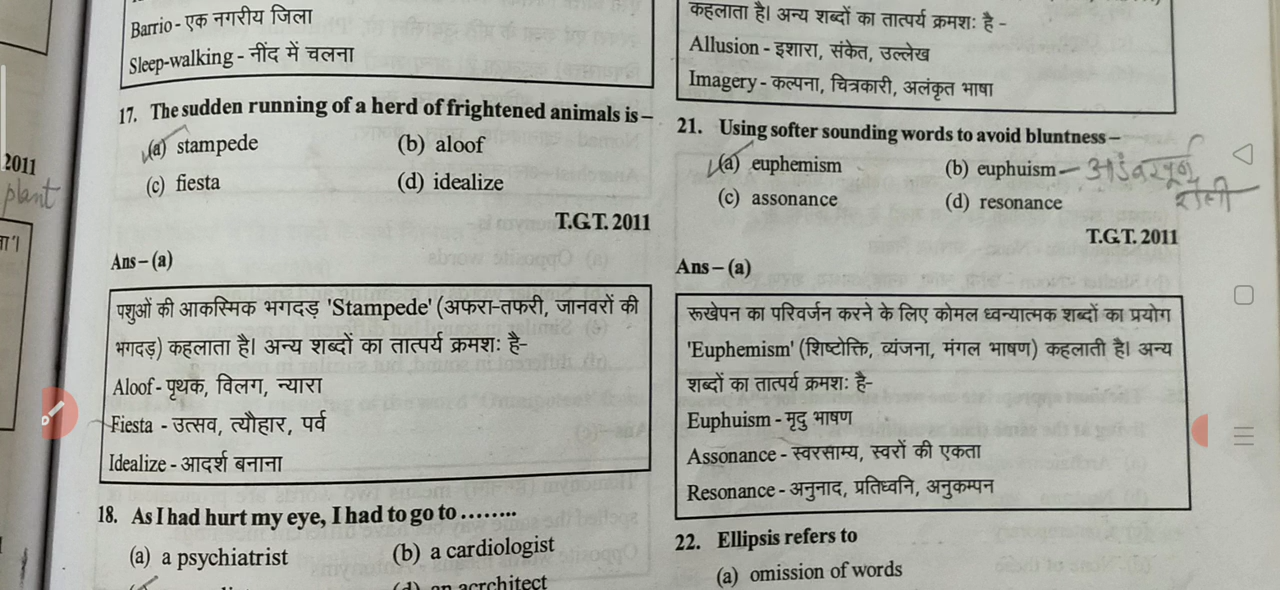 Barrio - एक नगरीय जिला
Sleep-walking - नींद में चलना
17. The sudden running of a herd of frightened animals is –
(a) stampede (b) aloof
(c) fiesta (d) idealize
T.G.T. 2011
Ans – (a)
पशुओं की आकस्मिक भगदड़ 'Stampede' (अफरा-तफरी, जानवरों की
भगदड़) कहलाता है। अन्य शब्दों का तात्पर्य क्रमशः है-
Aloof - पृथक, विलग, न्यारा
Fiesta - उत्सव, त्यौहार, पर्व
Idealize - आदर्श बनाना
18. As I had hurt my eye, I had to go to ........
(a) a psychiatrist (b) a cardiologist
(d) an acrchitect
कहलाता है। अन्य शब्दों का तात्पर्य क्रमशः है -
Allusion - इशारा, संकेत, उल्लेख
Imagery - कल्पना, चित्रकारी, अलंकृत भाषा
21. Using softer sounding words to avoid bluntness –
(a) euphemism (b) euphuism –
(c) assonance (d) resonance शैली
T.G.T. 2011
Ans – (a)
रूखेपन का परिवर्जन करने के लिए कोमल ध्वन्यात्मक शब्दों का प्रयोग
'Euphemism' (शिष्टोक्ति, व्यंजना, मंगल भाषण) कहलाती है। अन्य
शब्दों का तात्पर्य क्रमशः है-
Euphuism - मृदु भाषण
Assonance - स्वरसाम्य, स्वरों की एकता
Resonance - अनुनाद, प्रतिध्वनि, अनुकम्पन
22. Ellipsis refers to
(a) omission of words
2011
plant